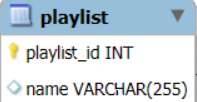 playlist
playlist_id INT
name VARCHAR(255)